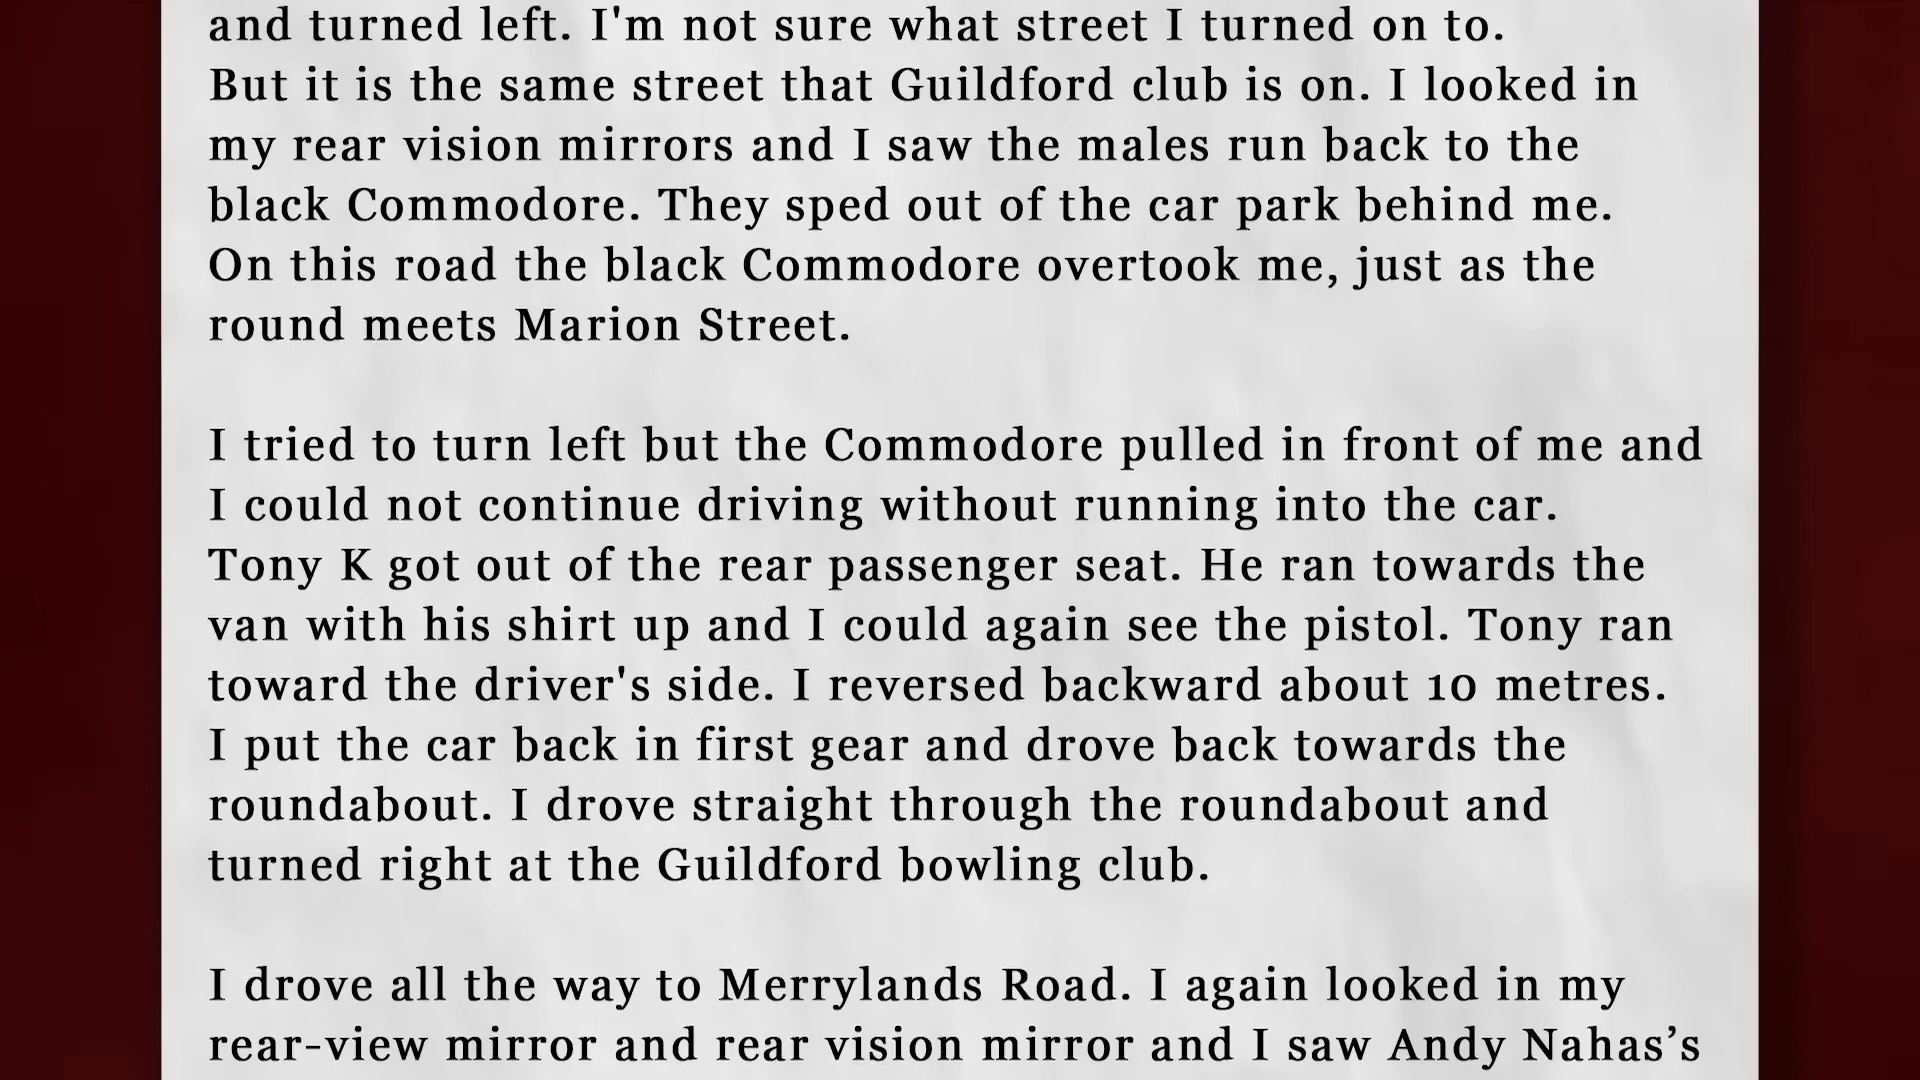 and turned left. I'm not sure what street I turned on to.
But it is the same street that Guildford club is on. I looked in
my rear vision mirrors and I saw the males run back to the
black Commodore. They sped out of the car park behind me.
On this road the black Commodore overtook me, just as the
round meets Marion Street.
I tried to turn left but the Commodore pulled in front of me and
I could not continue driving without running into the car.
Tony K got out of the rear passenger seat. He ran towards the
van with his shirt up and I could again see the pistol. Tony ran
toward the driver's side. I reversed backward about 10 metres.
I put the car back in first gear and drove back towards the
roundabout. I drove straight through the roundabout and
turned right at the Guildford bowling club.
I drove all the way to Merrylands Road. I again looked in my
rear-view mirror and rear vision mirror and I saw Andy Nahas’s